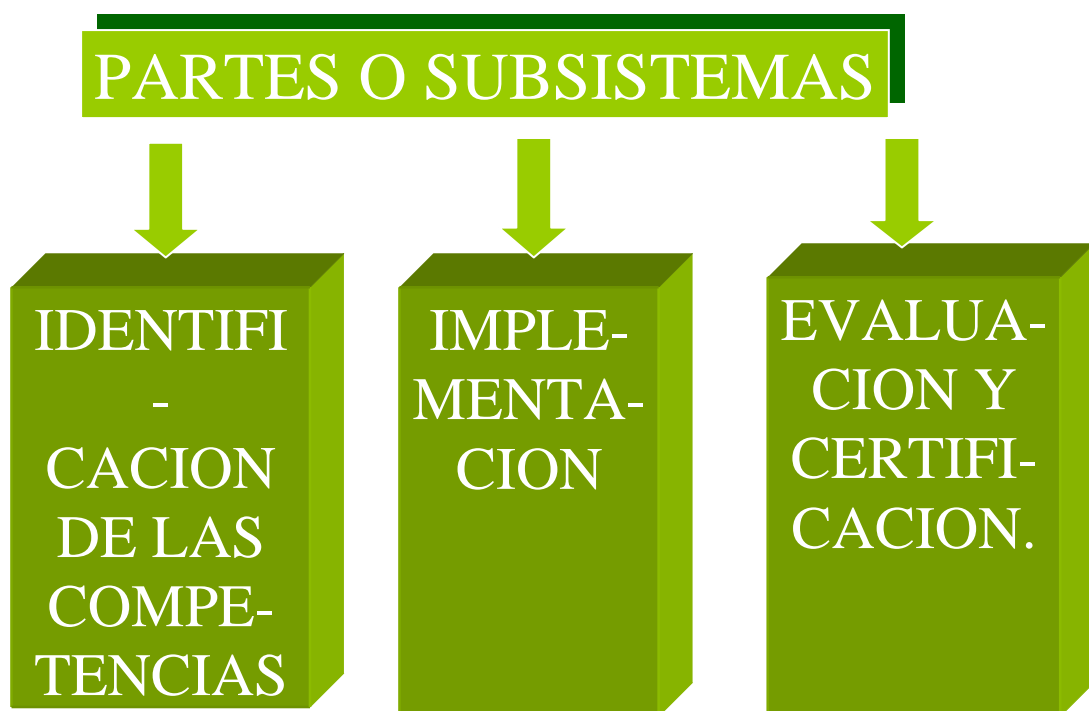 PARTES O SUBSISTEMAS
IDENTIFI
-
CACION
DE LAS
COMPE-
TENCIAS
IMPLE-
MENTA-
CION
EVALUA-
CION Y
CERTIFI-
CACION.